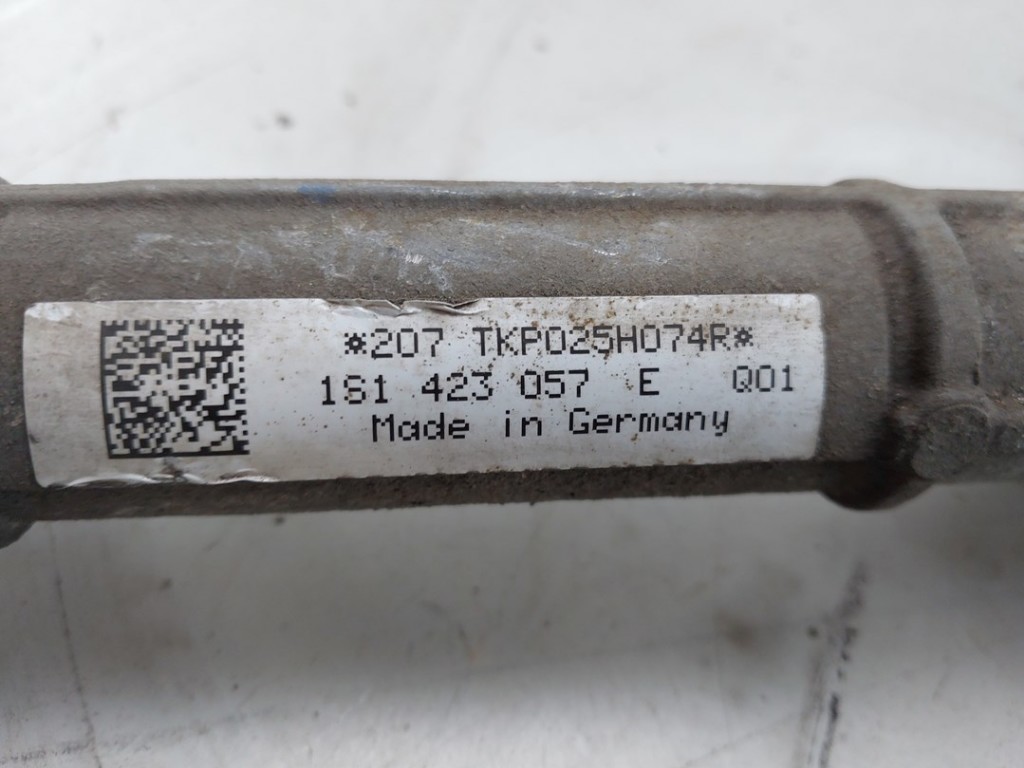 *207 TKP025H074R*
1S1 423 057 E Q01
Made in Germany